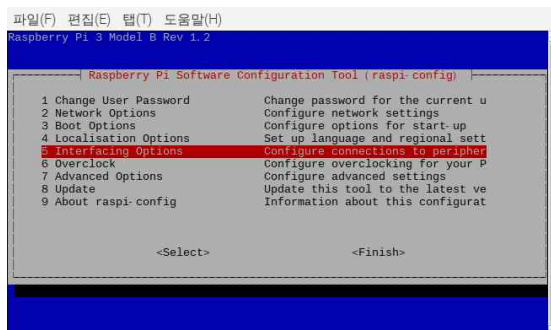 파일(F) 편집(E) 탭(T) 도움말(H)
Raspberry Pi 3 Model B Rev 1.2
Raspberry Pi Software Configuration Tool (raspi-config)
1 Change User Password Change password for the current u
2 Network Options Configure network settings
3 Boot Options Configure options for start-up
4 Localisation Options Set up language and regional sett
5 Interfacing Options Configure connections to peripher
6 Overclock Configure overclocking for your P
7 Advanced Options Configure advanced settings
8 Update Update this tool to the latest ve
9 About raspi-config Information about this configurat
<Select> <Finish>